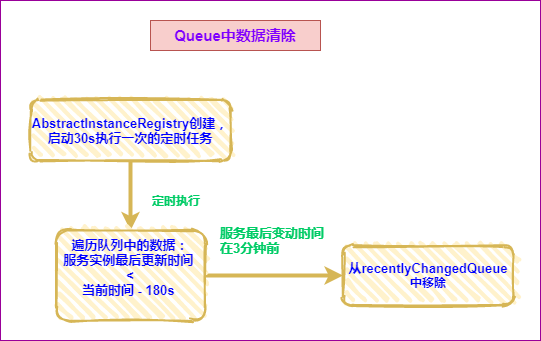 Queue中数据清除
AbstractInstanceRegistry创建，
启动30s执行一次的定时任务
定时执行
遍历队列中的数据：
服务实例最后更新时间
<
当前时间 - 180s
服务最后变动时间
在3分钟前
从recentlyChangedQueue
中移除